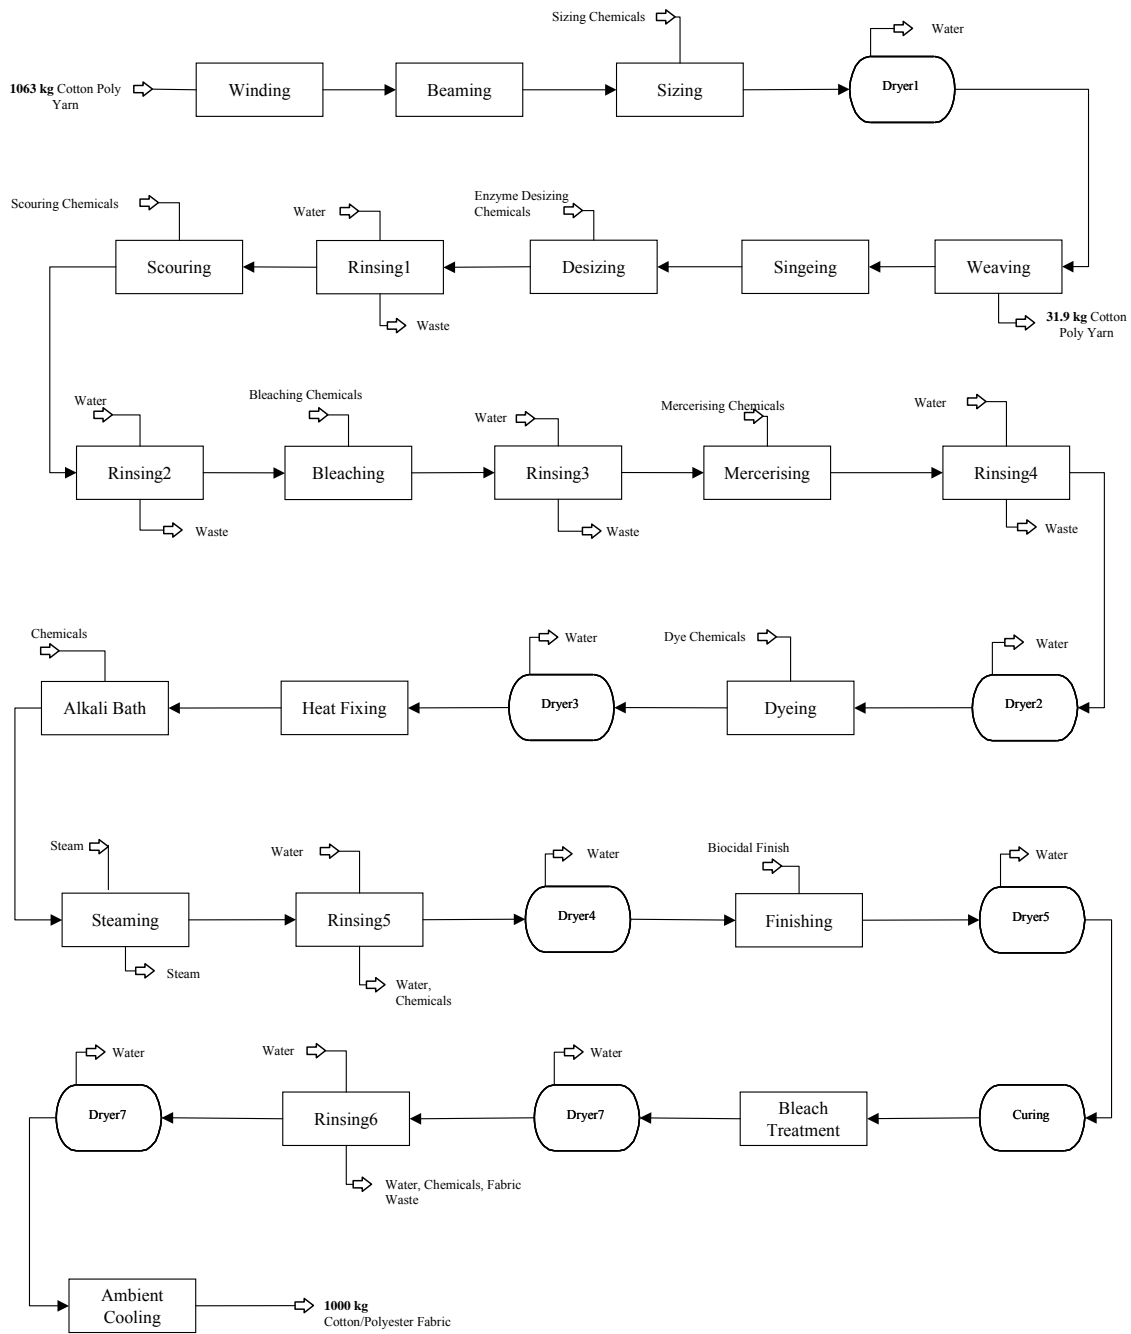 Sizing Chemicals
Water
1063 kg Cotton Poly
Yarn
Winding
Beaming
Sizing
Dryer1
Scouring Chemicals
Water
Enzyme Desizing
Chemicals
Scouring
Rinsing1
Desizing
Singeing
Weaving
Waste
31.9 kg Cotton
Poly Yarn
Water
Bleaching Chemicals
Water
Mercerising Chemicals
Water
Rinsing2
Bleaching
Rinsing3
Mercerising
Rinsing4
Waste
Waste
Waste
Chemicals
Water
Dye Chemicals
Water
Alkali Bath
Heat Fixing
Dryer3
Dyeing
Dryer2
Steam
Water
Water
Biocidal Finish
Water
Steaming
Rinsing5
Dryer4
Finishing
Dryer5
Steam
Water,
Chemicals
Water
Water
Water
Dryer7
Rinsing6
Dryer7
Bleach
Treatment
Curing
Water, Chemicals, Fabric
Waste
Ambient
Cooling
1000 kg
Cotton/Polyester Fabric